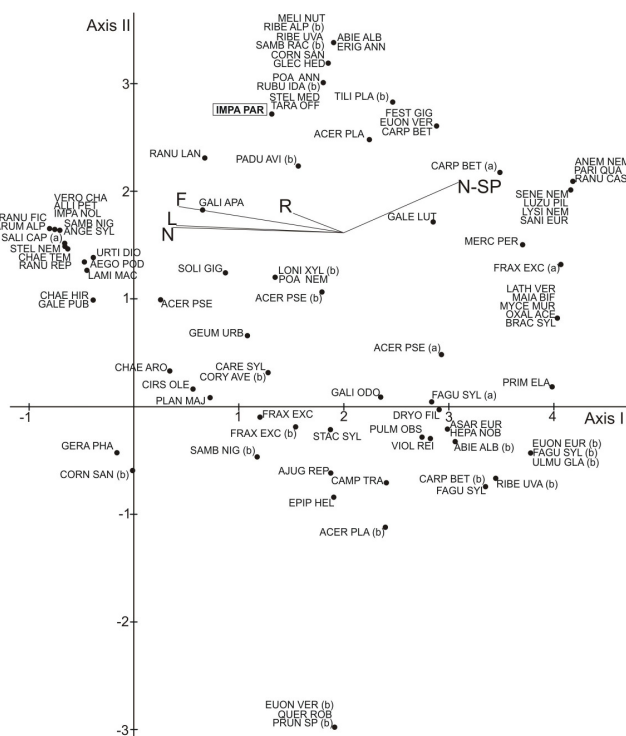 Axis II
MELI NUT
RIBE ALP (b)
RIBE UVA
SAMB RAC (b)
CORN SAN
GLEC HED
ABIE ALB
ERIG ANN
3
POA ANN
RUBU IDA (b)
STEL MED
TARA OFF
TILI PLA (b)
IMPA PAR
FEST GIG
EUON VER
CARP BET
ACER PLA
RANU LAN
PADU AVI (b)
CARP BET (a)
ANEM NEM
PARI QUA
RANU CAS
N-SP
2
F
GALI APA
R
SENE NEM
LUZU PIL
LYSI NEM
SANI EUR
VERO CHA
ALLI PET
IMPA NOL
RANU FIC
SAMB NIG
ARUM ALP
ANGE SYL
L
N
GALE LUT
SALI CAP (a)
STEL NEM
URTI DIO
MERC PER
CHAE TEM
AEGO POD
RANU REP
LAMI MAC
SOLI GIG
LONI XYL (b)
POA NEM
FRAX EXC (a)
CHAE HIR
GALE PUB
1
ACER PSE
ACER PSE (b)
LATH VER
MAIA BIF
MYCE MUR
OXAL ACE
BRAC SYL
GEUM URB
ACER PSE (a)
CHAE ARO
CARE SYL
CORY AVE (b)
CIRS OLE
PRIM ELA
PLAN MAJ
GALI ODO
FAGU SYL (a)
-1
1
2
3
4
Axis I
FRAX EXC
DRYO FIL
FRAX EXC (b)
STAC SYL
PULM OBS
ASAR EUR
HEPA NOB
VIOL REI
ABIE ALB (b)
GERA PHA
SAMB NIG (b)
EUON EUR (b)
FAGU SYL (b)
ULMU GLA (b)
CORN SAN (b)
AJUG REP
CAMP TRA
CARP BET (b)
RIBE UVA (b)
FAGU SYL
EPIP HEL
-1
ACER PLA (b)
-2
EUON VER (b)
QUER ROB
PRUN SP (b)
-3